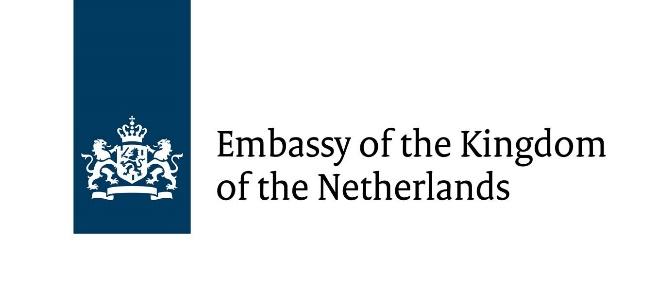 Embassy of the Kingdom
of the Netherlands